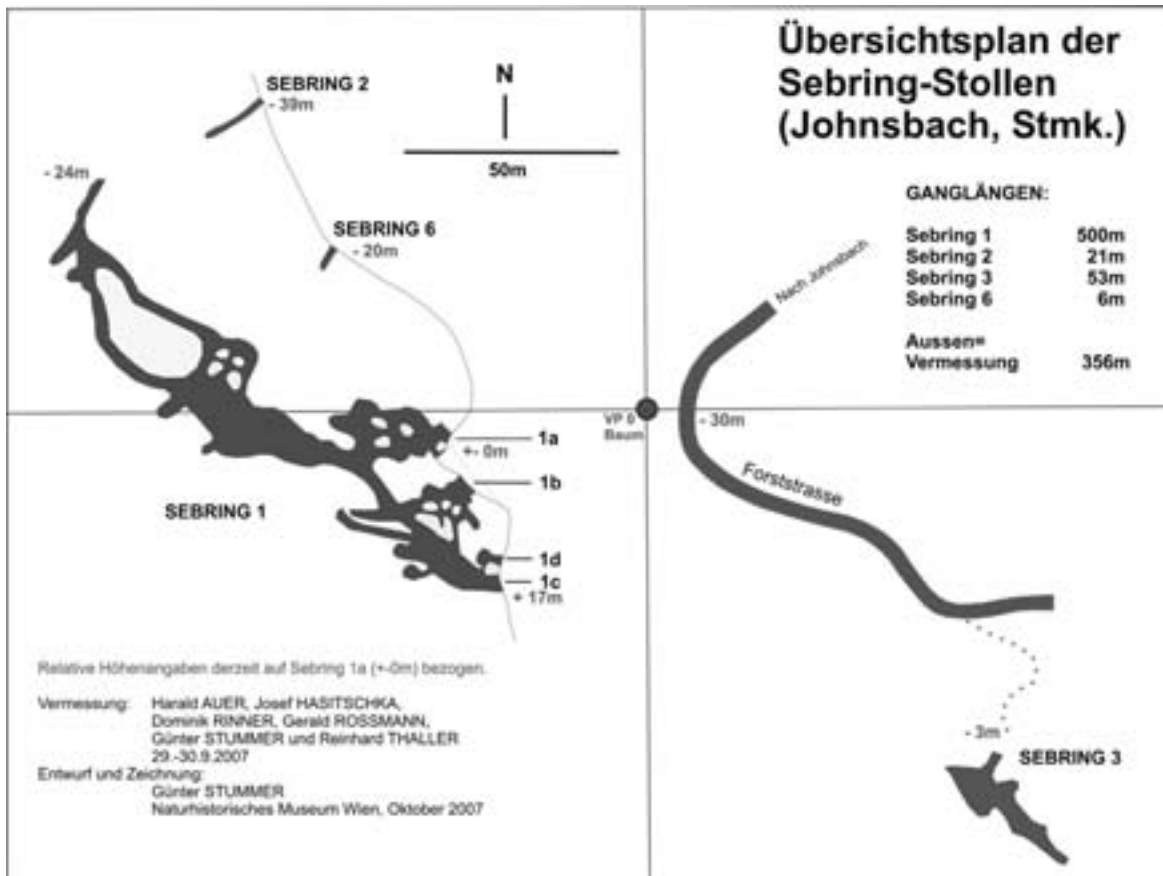 Übersichtsplan der
Sebring-Stollen
(Johnsbach, Stmk.)
GANGLÄNGEN:
Sebring 1 500m
Sebring 2 21m
Sebring 3 53m
Sebring 6 6m
Aussen=
Vermessung 356m
N
50m
SEBRING 2
- 39m
- 24m
SEBRING 6
- 20m
Nach Johnsbach
VP 0
Baum
- 30m
1a
+- 0m
1b
Forststrasse
SEBRING 1
1d
1c
+ 17m
- 3m
SEBRING 3
Relative Höhenangaben derzeit auf Sebring 1a (+-0m) bezogen.
Vermessung: Harald AUER, Josef HASITSCHKA,
Dominik RINNER, Gerald ROSSMANN,
Günter STUMMER und Reinhard THALLER
29.-30.9.2007
Entwurf und Zeichnung:
Günter STUMMER
Naturhistorisches Museum Wien, Oktober 2007